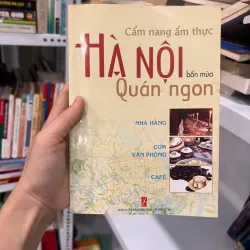 Cẩm nang ẩm thực
HÀ NỘI bốn mùa
Quán ngon
NHÀ HÀNG
CƠM
VĂN PHÒNG
CAFÉ